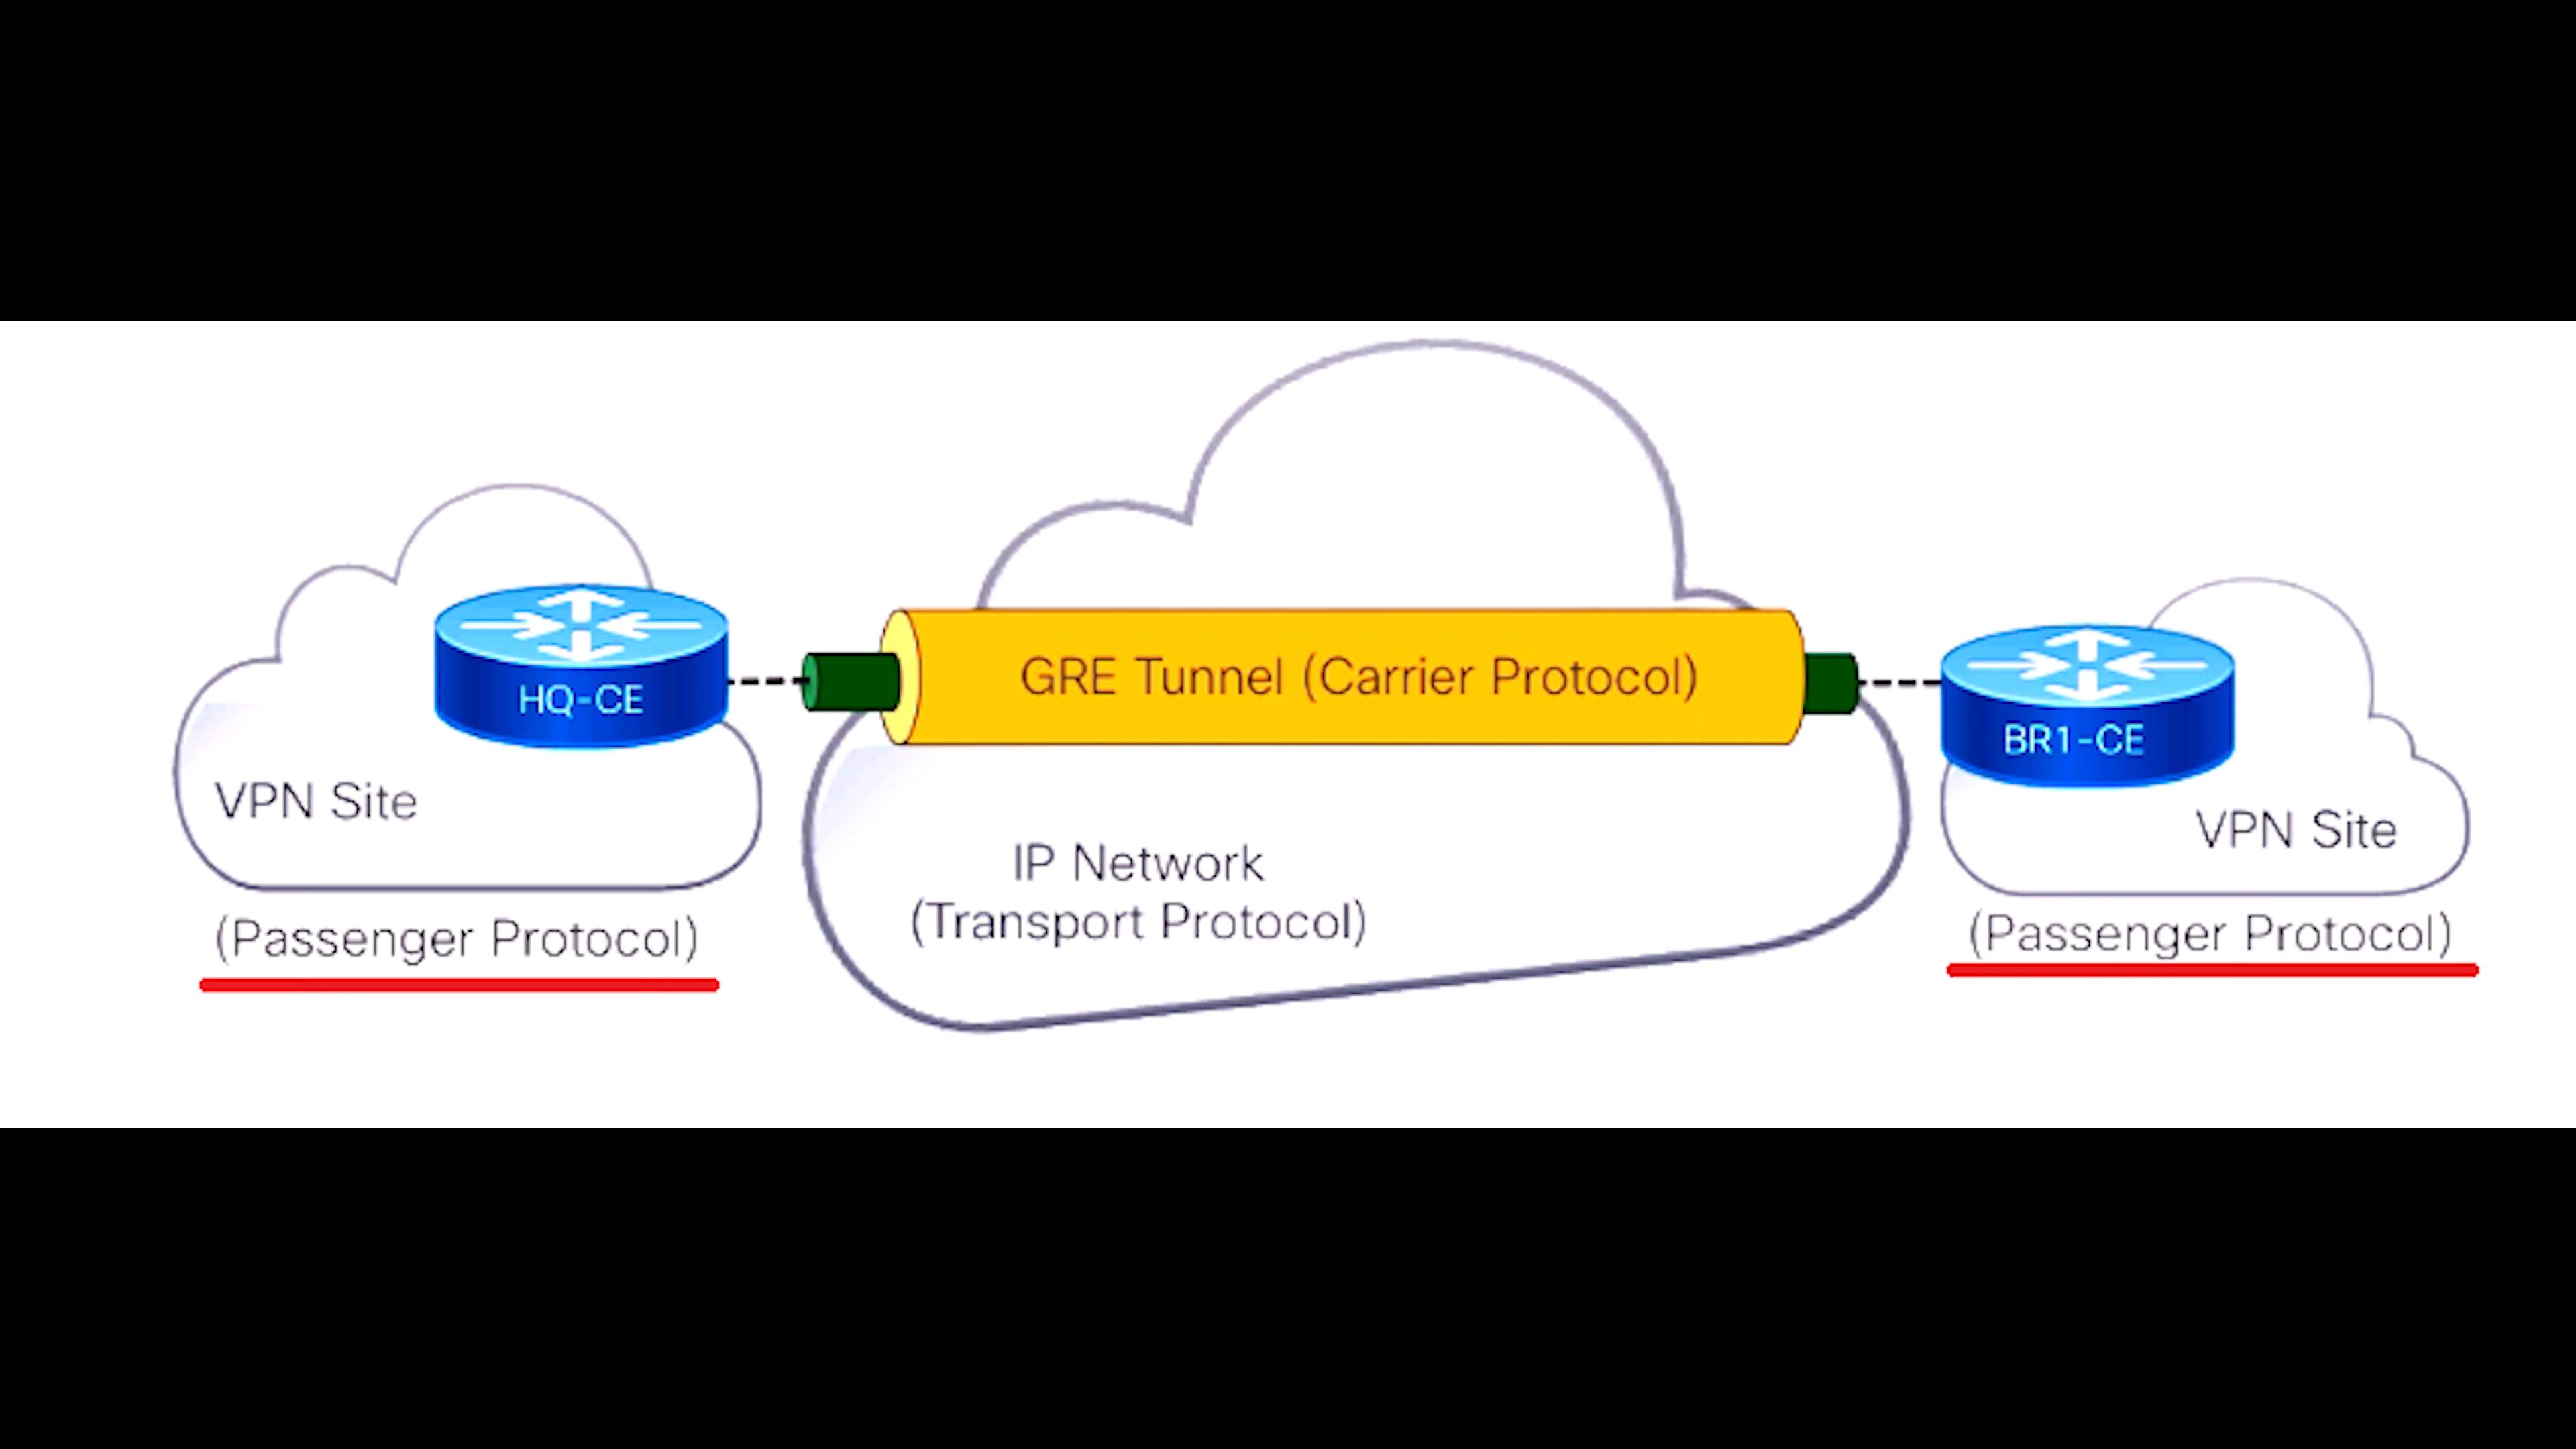 GRE Tunnel (Carrier Protocol)
HQ-CE
BR1-CE
VPN Site
VPN Site
IP Network
(Transport Protocol)
(Passenger Protocol)
(Passenger Protocol)